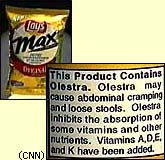 Lay's
max
ORIGINAL
This Product Contains
Olestra. Olestra may
cause abdominal cramping
and loose stools. Olestra
inhibits the absorption of
some vitamins and other
nutrients. Vitamins A,D,E,
and K have been added.
(CNN)